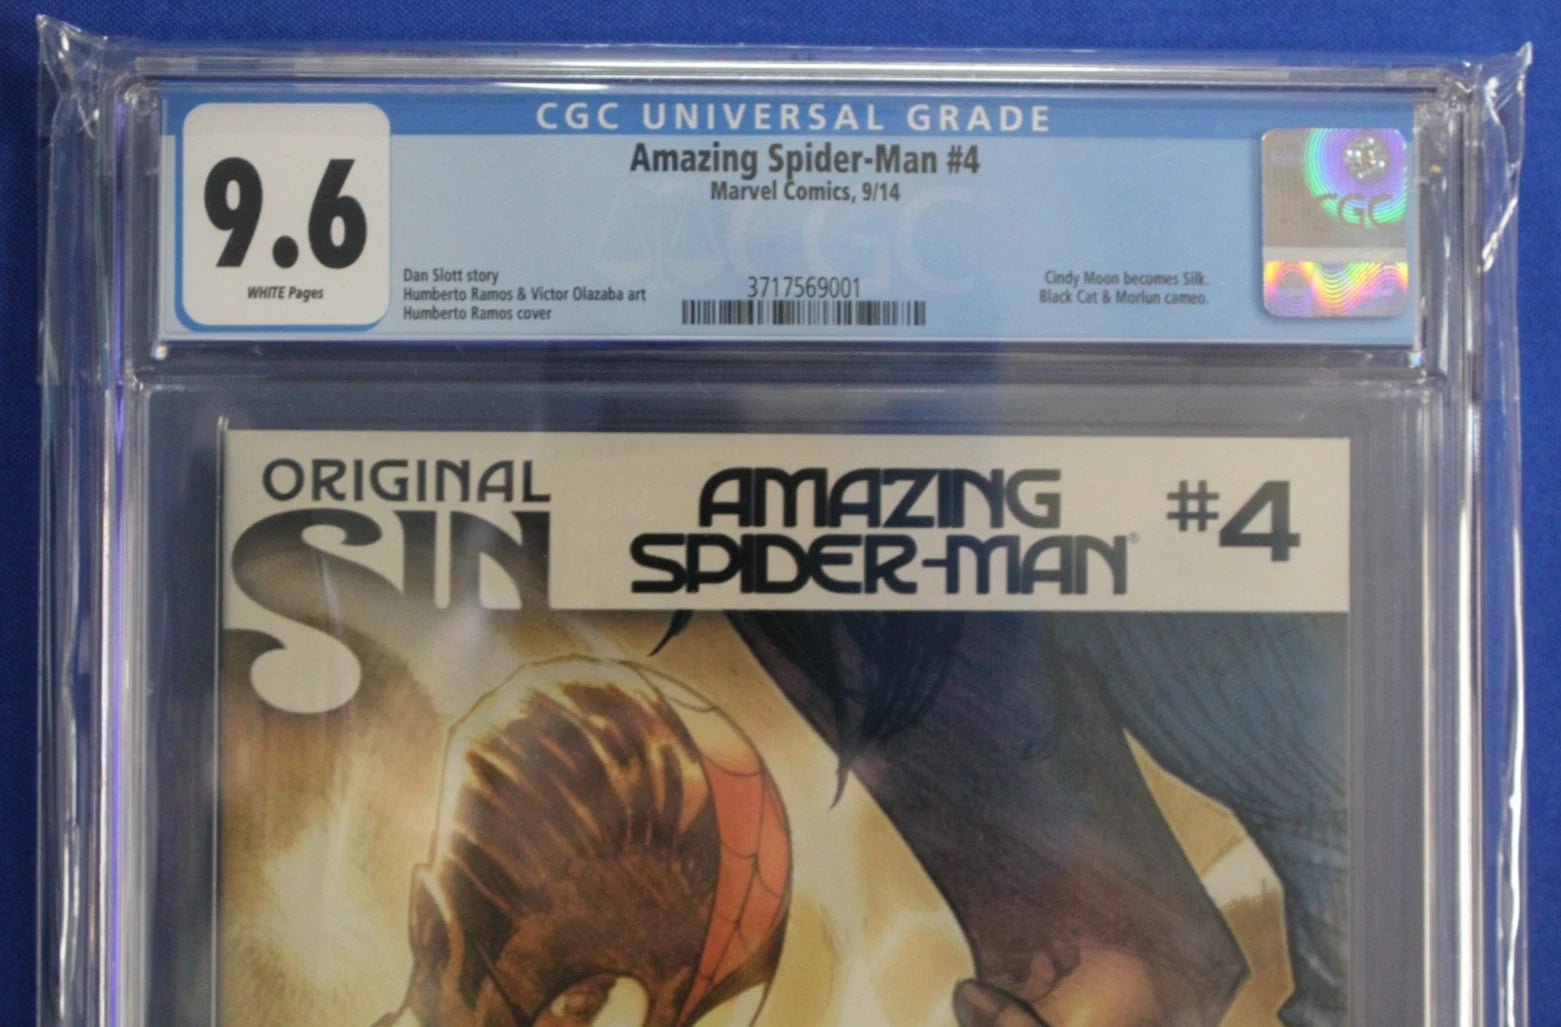 CGC UNIVERSAL GRADE
9.6
WHITE Pages
Amazing Spider-Man #4
Marvel Comics, 9/14
CGC
Dan Slott story
Humberto Ramos & Victor Olazaba art
Humberto Ramos cover
3717569001
Cindy Moon becomes Silk.
Black Cat & Morlun cameo.
CGC
ORIGINAL
SIN
AMAZING
SPIDER-MAN®
#4